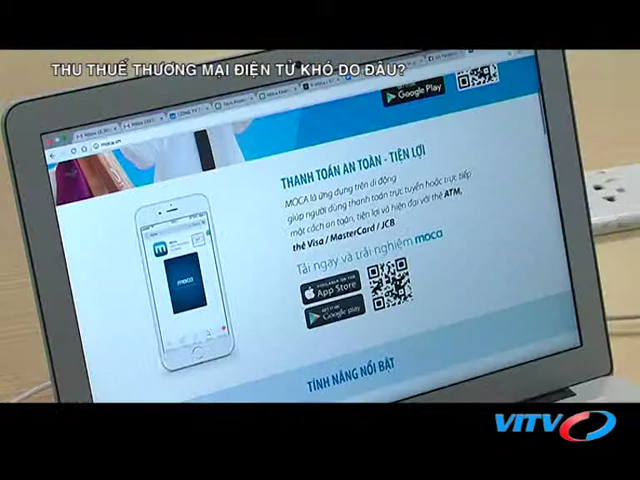 THU THUẾ THƯƠNG MẠI ĐIỆN TỬ KHÓ DO ĐÂU?
moca.vn
Google Play
THANH TOÁN AN TOÀN - TIỆN LỢI
MOCA là ứng dụng trên di động
giúp người dùng thanh toán trực tuyến hoặc trực tiếp
một cách an toàn, tiện lợi và hiện đại với thẻ ATM,
thẻ Visa / MasterCard / JCB
Tải ngay và trải nghiệm moca
App Store
Google play
moca
TÍNH NĂNG NỔI BẬT
VITV